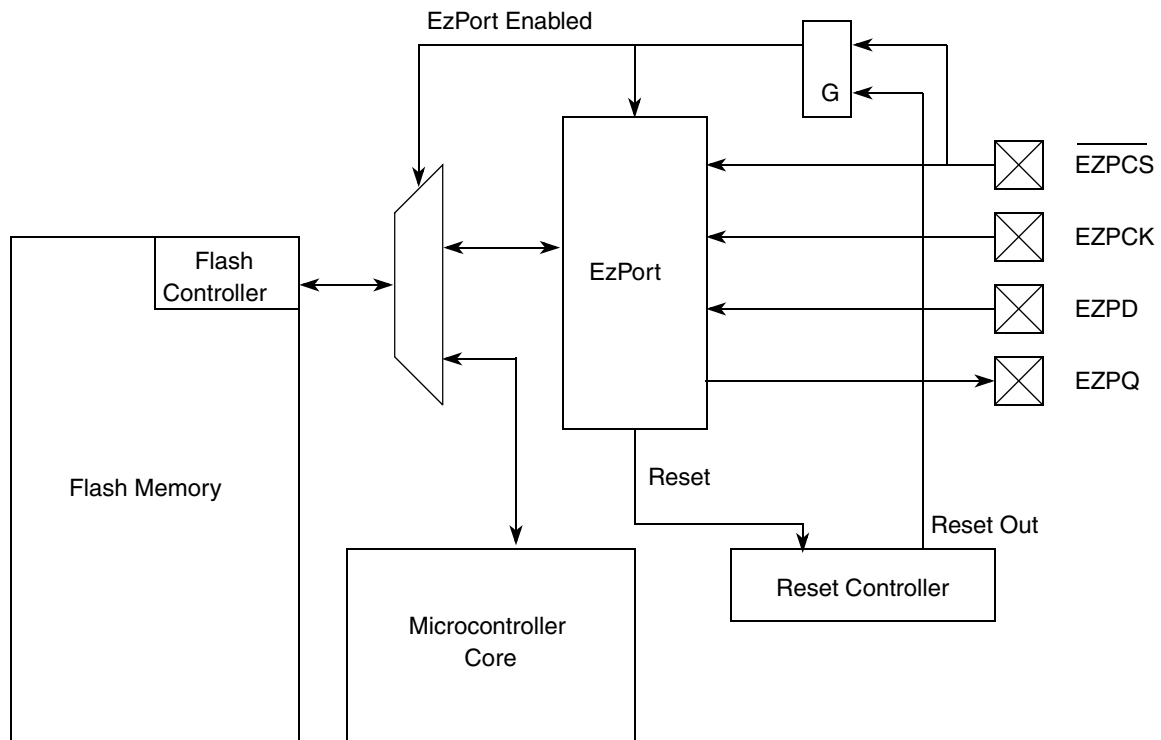 EzPort Enabled
G
EZPCS
EZPCK
Flash
Controller
EzPort
EZPD
EZPQ
Flash Memory
Reset
Reset Out
Reset Controller
Microcontroller
Core